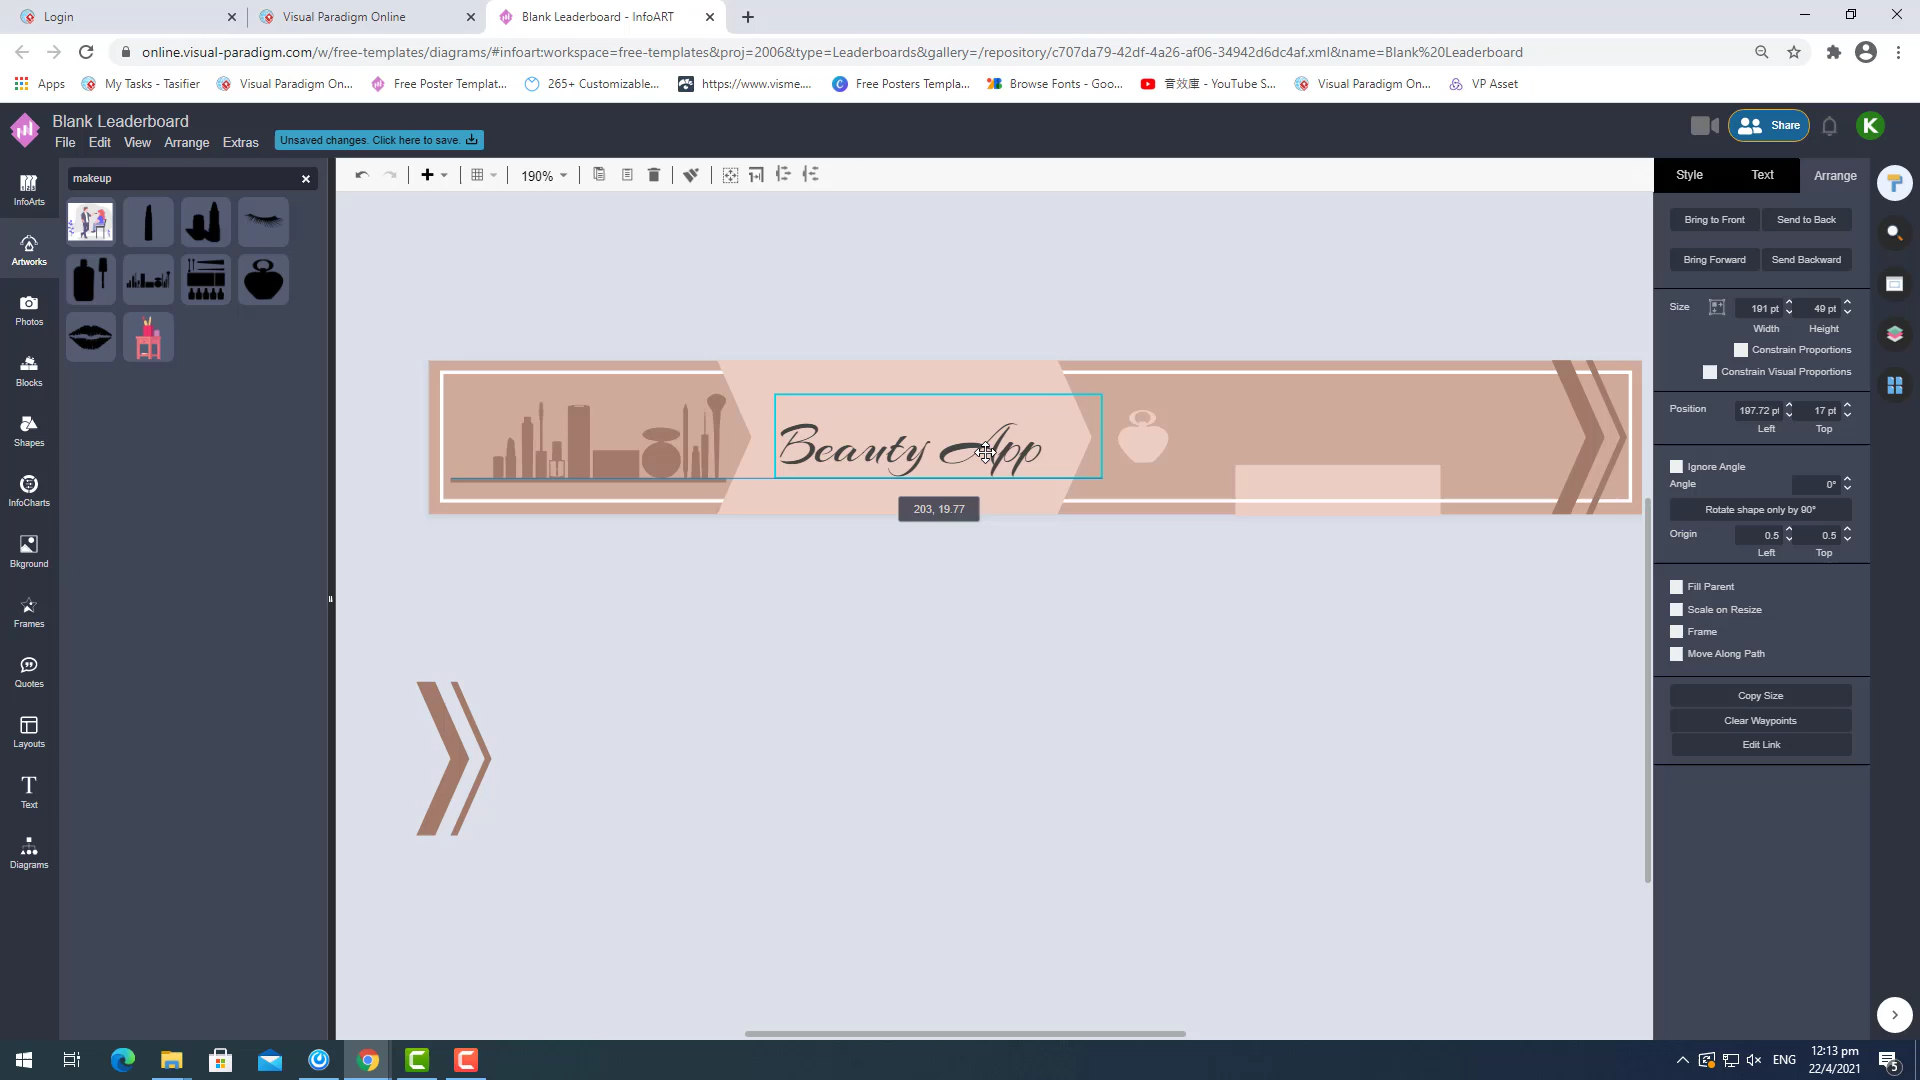 Login
Visual Paradigm Online
Blank Leaderboard - InfoART
online.visual-paradigm.com/w/free-templates/diagrams/#infoart:workspace=free-templates&proj=2006&type=Leaderboards&gallery=/repository/c707da79-42df-4a26-af06-34942d6dc4af.xml&name=Blank%20Leaderboard
Apps
My Tasks - Tasifier
Visual Paradigm On...
Free Poster Templat...
265+ Customizable...
https://www.visme....
Free Posters Templa...
Browse Fonts - Goo...
音效庫 - YouTube S...
Visual Paradigm On...
VP Asset
Blank Leaderboard
File
Edit
View
Arrange
Extras
Unsaved changes. Click here to save.
Share
K
InfoArts
Artworks
Photos
Blocks
Shapes
InfoCharts
Bkground
Frames
Quotes
Layouts
Text
Diagrams
makeup
190%
Beauty App
203, 19.77
Style
Text
Arrange
Bring to Front
Send to Back
Bring Forward
Send Backward
Size
191 pt
49 pt
Width
Height
Constrain Proportions
Constrain Visual Proportions
Position
197.72 pt
17 pt
Left
Top
Ignore Angle
Angle
0°
Rotate shape only by 90°
Origin
0.5
0.5
Left
Top
Fill Parent
Scale on Resize
Frame
Move Along Path
Copy Size
Clear Waypoints
Edit Link
ENG
12:13 pm
22/4/2021
5